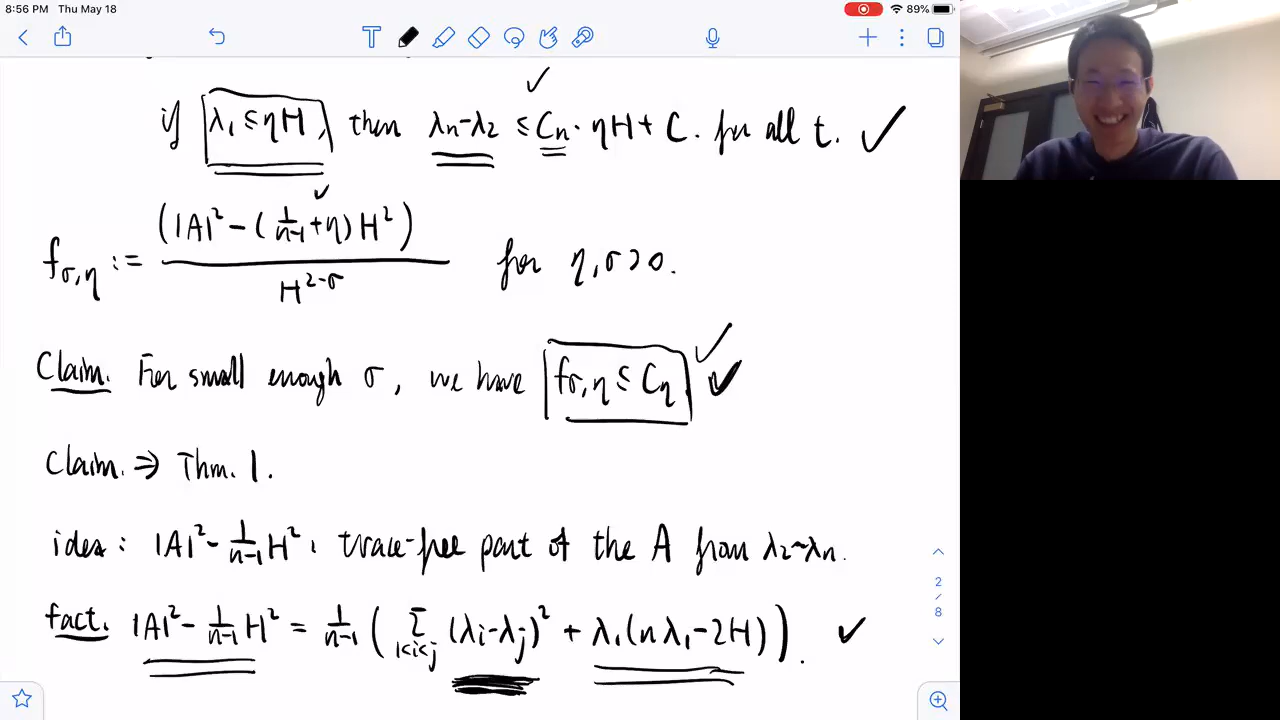 8:56 PM Thu May 18
89%
if λ₁ ≤ ηH, then λₙ-λ₂ ≤ Cₙ · ηH + C. for all t. ✓
f_{σ,η} := (|A|² - (1/(n-1) + η) H²) / H^{2-σ} for η, σ > 0.
Claim. For small enough σ, we have f_{σ,η} ≤ C_η ✓
Claim. ⇒ Thm. 1.
idea: |A|² - 1/(n-1) H² : trace-free part of the A from λ₂~λₙ.
fact. |A|² - 1/(n-1) H² = 1/(n-1) ( Σ_{1<i<j} (λi-λj)² + λ₁(nλ₁-2H) ). ✓
2
/
8